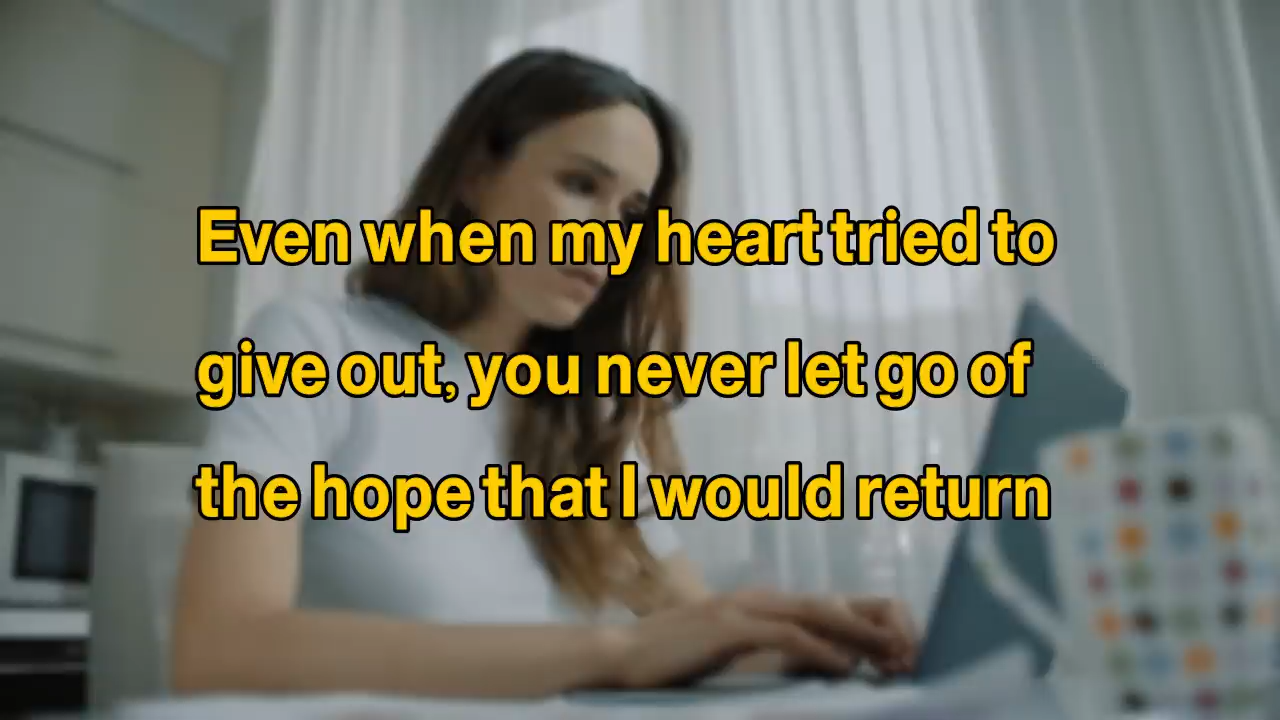 Even when my heart tried to
give out, you never let go of
the hope that I would return